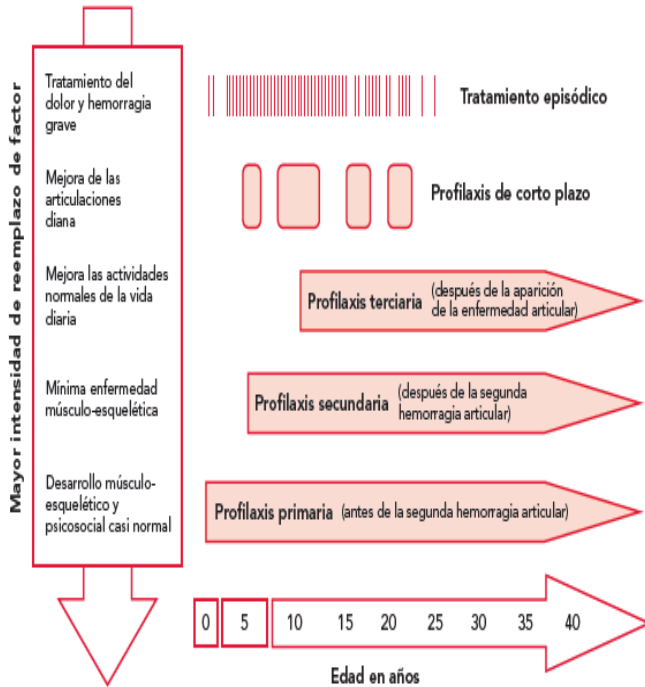 Mayor intensidad de reemplazo de factor
Tratamiento del
dolor y hemorragia
grave
Tratamiento episódico
Mejora de las
articulaciones
diana
Profilaxis de corto plazo
Mejora las actividades
normales de la vida
diaria
Profilaxis terciaria (después de la aparición
de la enfermedad articular)
Mínima enfermedad
músculo-esquelética
Profilaxis secundaria (después de la segunda
hemorragia articular)
Desarrollo músculo-
esquelético y
psicosocial casi normal
Profilaxis primaria (antes de la segunda hemorragia articular)
0 5 10 15 20 25 30 35 40
Edad en años